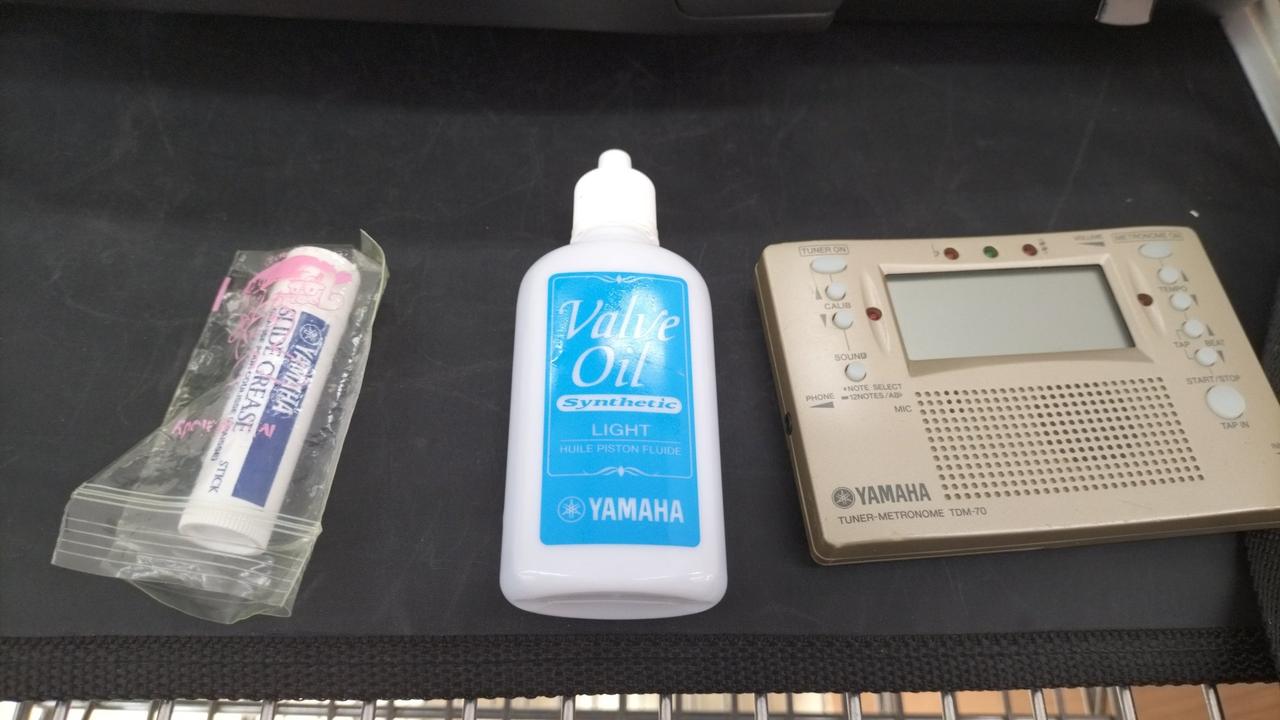 YAMAHA
SLIDE GREASE
STICK
Valve
Oil
Synthetic
LIGHT
HUILE PISTON FLUIDE
YAMAHA
TUNER ON
CALIB
SOUND
NOTE SELECT
12NOTES/A/B♭
PHONE
MIC
VOLUME
METRONOME ON
TEMPO
TAP BEAT
START/STOP
TAP IN
YAMAHA
TUNER-METRONOME TDM-70